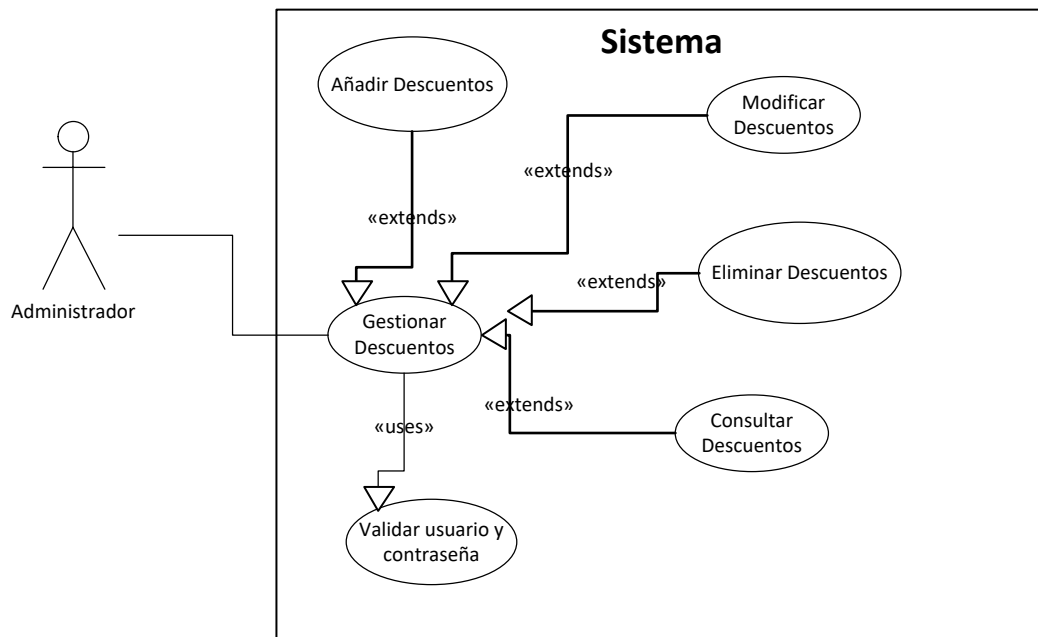 Sistema
Añadir Descuentos
Modificar
Descuentos
«extends»
«extends»
Eliminar Descuentos
«extends»
Administrador
Gestionar
Descuentos
«extends»
Consultar
Descuentos
«uses»
Validar usuario y
contraseña